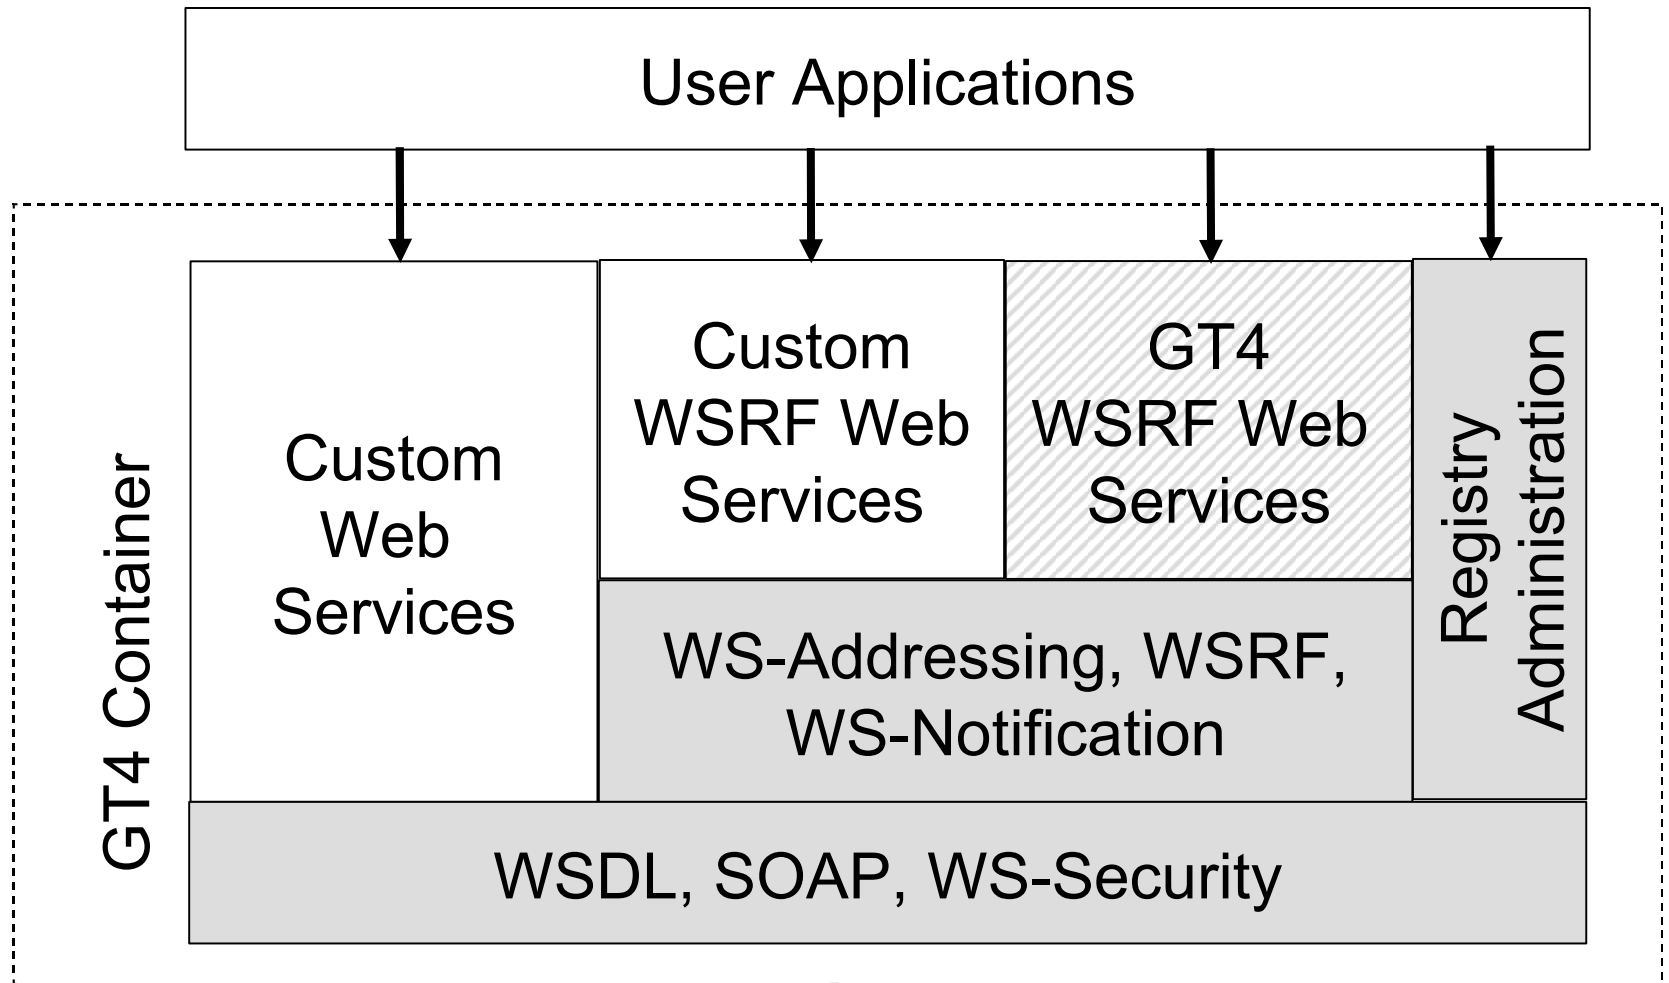 User Applications
GT4 Container
Custom
Web
Services
Custom
WSRF Web
Services
GT4
WSRF Web
Services
Registry
Administration
WS-Addressing, WSRF,
WS-Notification
WSDL, SOAP, WS-Security